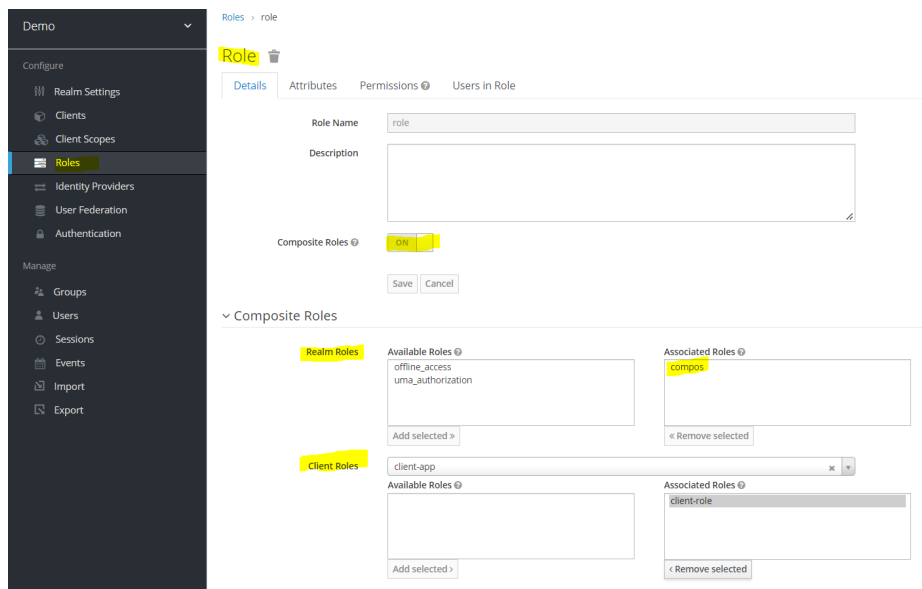 Demo
Configure
Realm Settings
Clients
Client Scopes
Roles
Identity Providers
User Federation
Authentication
Manage
Groups
Users
Sessions
Events
Import
Export
Roles > role
Role
Details Attributes Permissions Users in Role
Role Name role
Description
Composite Roles ON
Save Cancel
Composite Roles
Realm Roles Available Roles Associated Roles
offline_access compos
uma_authorization
Add selected » « Remove selected
Client Roles client-app
Available Roles Associated Roles
client-role
Add selected > < Remove selected